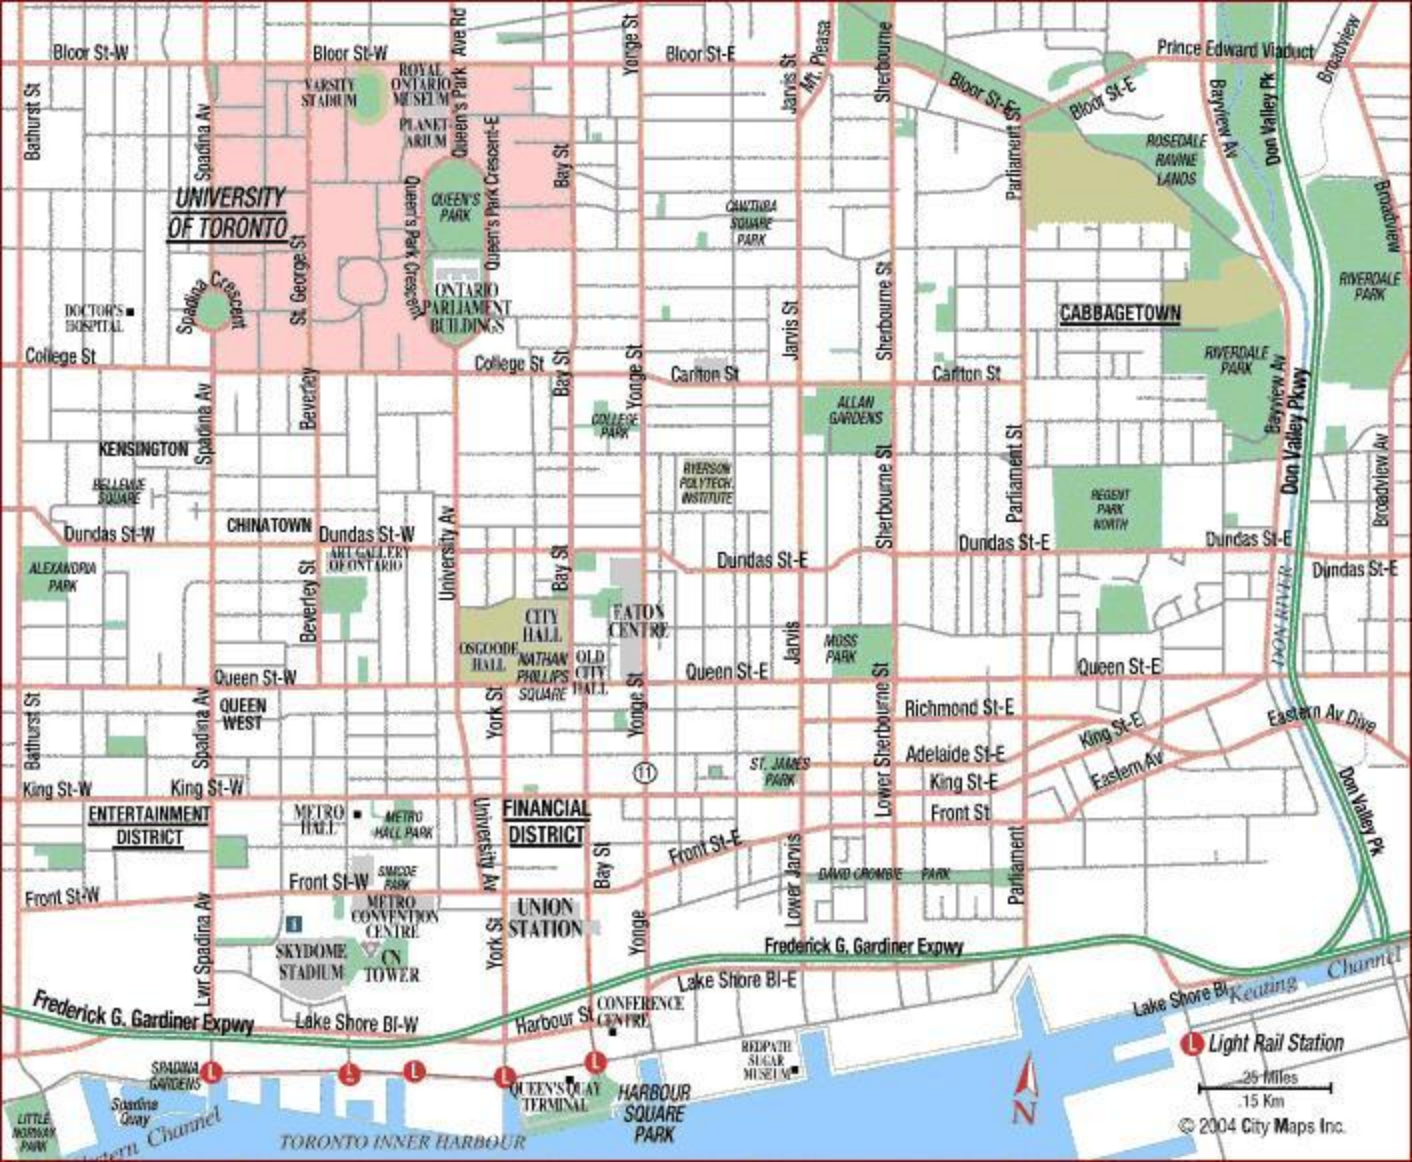 Bloor St-W
Bloor St-W
Ave Rd
Yonge St
Bloor St-E
Jarvis St
Mt. Pleasa
Sherbourne
Prince Edward Viaduct
Broadview
Bathurst St
Spadina Av
VARSITY
STADIUM
ROYAL
ONTARIO
MUSEUM
PLANET-
ARIUM
Queen's Park
Queen's Park Crescent-E
Bay St
Bloor St-E
Bloor St-E
Parliament St
Bayview Av
Don Valley Pk
ROSEDALE
RAVINE
LANDS
UNIVERSITY
OF TORONTO
QUEEN'S
PARK
Queen's Park Crescent
CAWTHRA
SQUARE
PARK
Broadview
RIVERDALE
PARK
St. George St
Spadina Crescent
DOCTOR'S
HOSPITAL
ONTARIO
PARLIAMENT
BUILDINGS
Jarvis St
Sherbourne St
CABBAGETOWN
RIVERDALE
PARK
College St
College St
Bay St
Yonge St
Carlton St
Carlton St
Spadina Av
Beverley
COLLEGE
PARK
ALLAN
GARDENS
Bayview Av
Don Valley Pkwy
KENSINGTON
BELLEVUE
SQUARE
RYERSON
POLYTECH.
INSTITUTE
Sherbourne St
Parliament St
REGENT
PARK
NORTH
Broadview Av
CHINATOWN
Dundas St-W
Dundas St-W
University Av
Bay St
Dundas St-E
Dundas St-E
Dundas St-E
Dundas St-E
ALEXANDRIA
PARK
ART GALLERY
OF ONTARIO
Beverley St
CITY
HALL
OSGOODE
HALL
NATHAN
PHILLIPS
SQUARE
OLD
CITY
HALL
EATON
CENTRE
Jarvis
MOSS
PARK
DON RIVER
Queen St-W
Queen St-E
Queen St-E
Bathurst St
Spadina Av
QUEEN
WEST
York St
Yonge St
Lower Sherbourne St
Richmond St-E
King St-E
Eastern Av Dive
Adelaide St-E
Eastern Av
11
ST. JAMES
PARK
King St-W
King St-W
King St-E
Front St
Don Valley Pk
ENTERTAINMENT
DISTRICT
METRO
HALL
METRO
HALL PARK
University Av
FINANCIAL
DISTRICT
Bay St
Front St-E
Lower Jarvis
DAVID CROMBIE PARK
Parliament
Front St-W
Front St-W
SIMCOE
PARK
Lwr Spadina Av
METRO
CONVENTION
CENTRE
UNION
STATION
York St
Yonge
SKYDOME
STADIUM
CN
TOWER
Frederick G. Gardiner Expwy
Lake Shore Bl-E
Keating Channel
Lake Shore Bl
Frederick G. Gardiner Expwy
Lake Shore Bl-W
Harbour St
CONFERENCE
CENTRE
REDPATH
SUGAR
MUSEUM
L Light Rail Station
SPADINA
GARDENS
L
L
L
L
L
QUEEN'S QUAY
TERMINAL
HARBOUR
SQUARE
PARK
.25 Miles
.15 Km
N
© 2004 City Maps Inc.
Spadina
Quay
LITTLE
NORWAY
PARK
stern Channel
TORONTO INNER HARBOUR